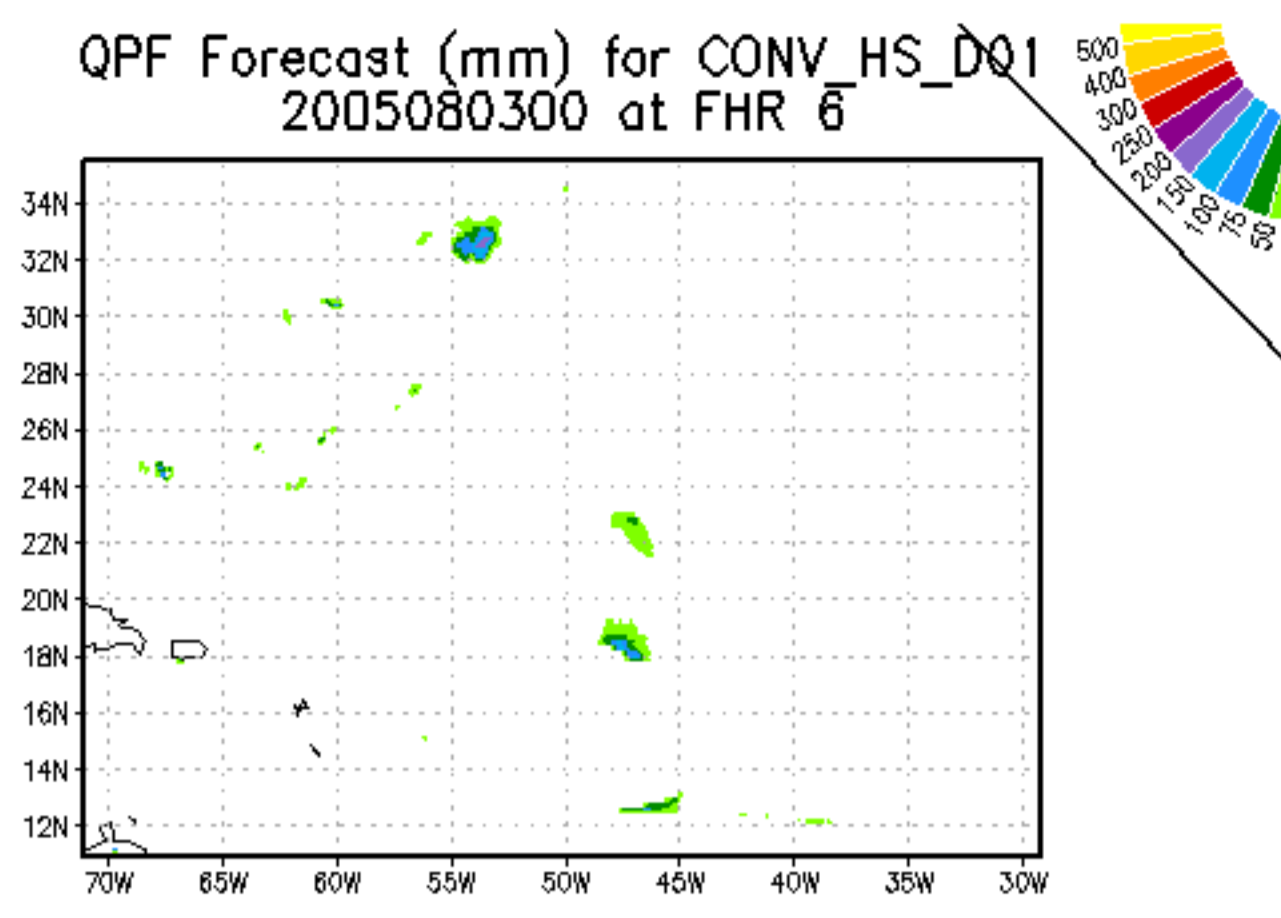 QPF Forecast (mm) for CONV_HS_D01
2005080300 at FHR 6
500
400
300
250
200
150
100
75
50
34N
32N
30N
28N
26N
24N
22N
20N
18N
16N
14N
12N
70W 65W 60W 55W 50W 45W 40W 35W 30W